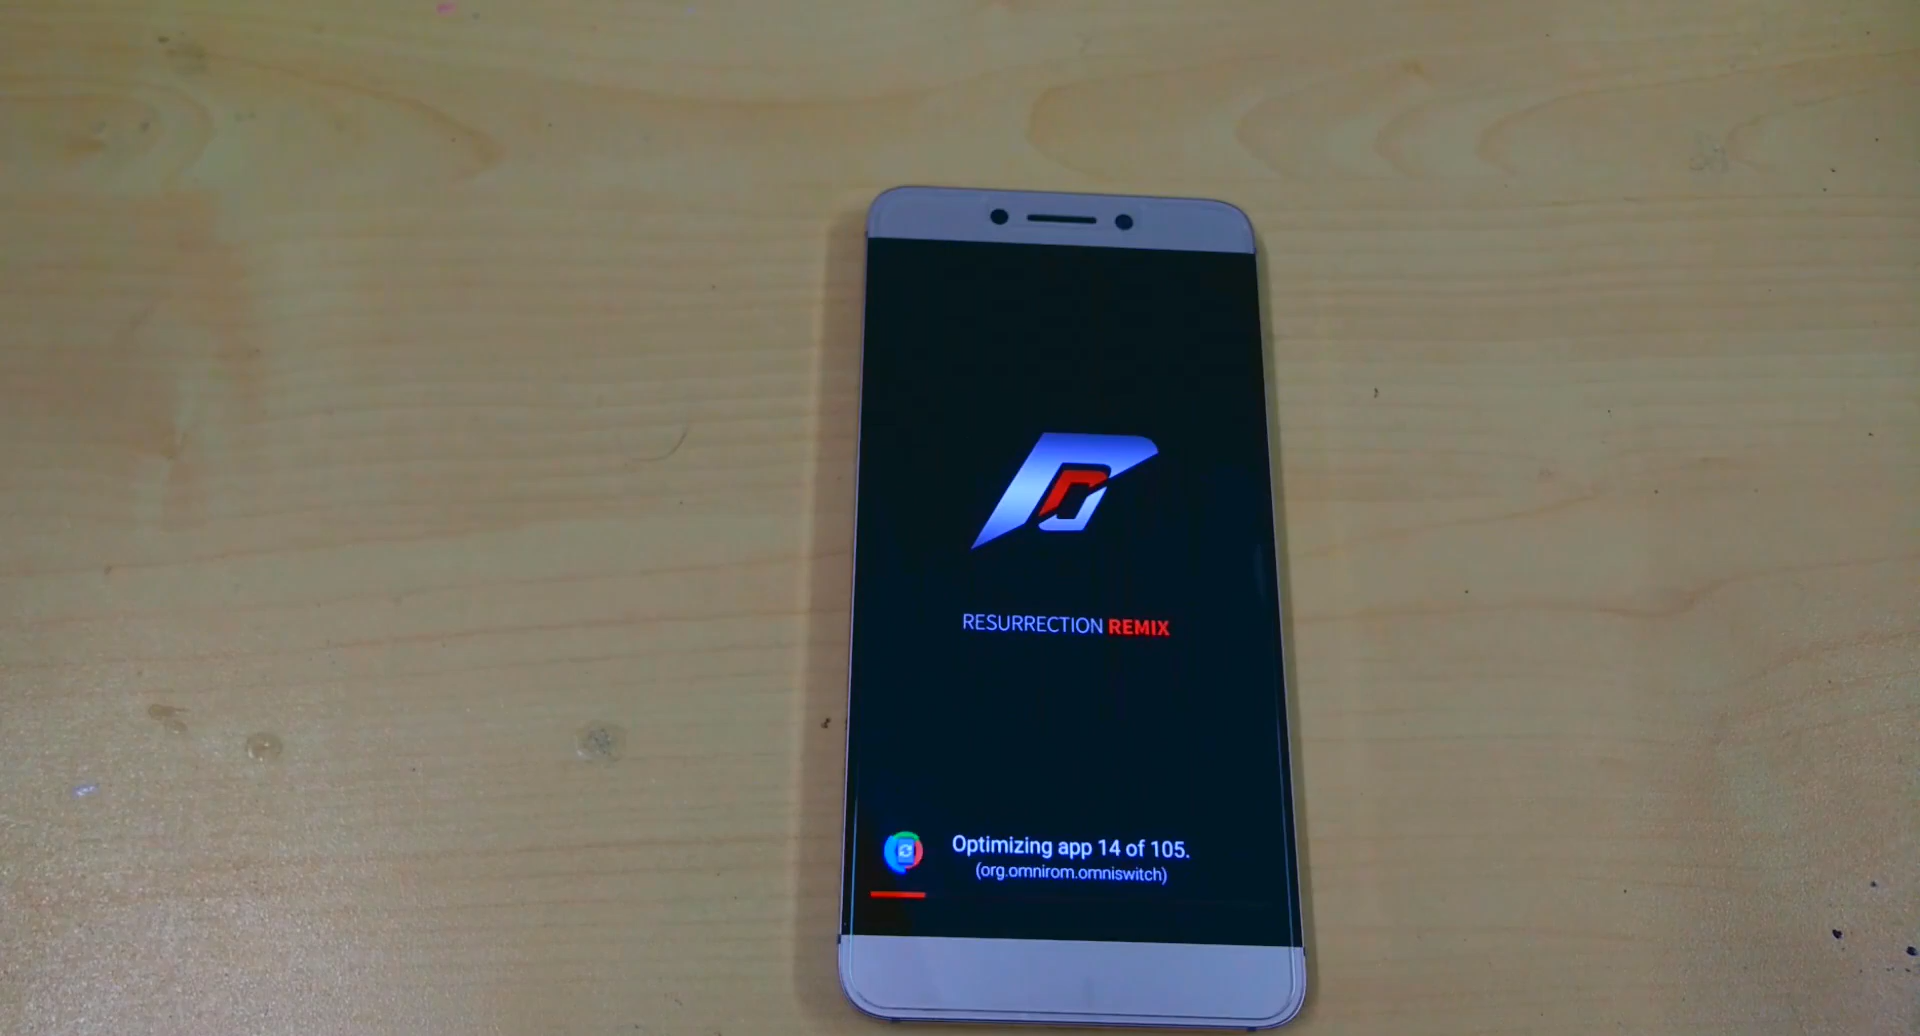 RESURRECTION REMIX
Optimizing app 14 of 105.
(org.omnirom.omniswitch)